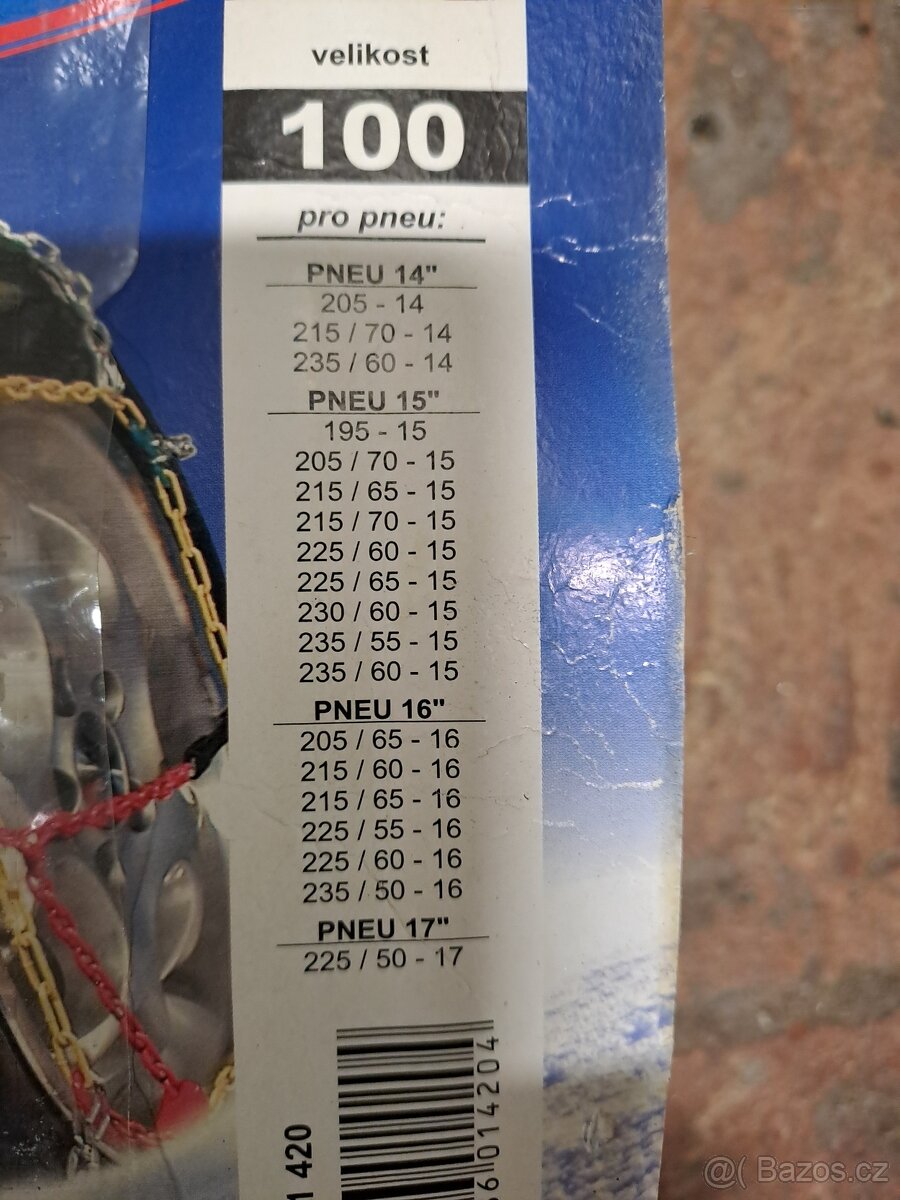 velikost
100
pro pneu:
PNEU 14"
205 - 14
215 / 70 - 14
235 / 60 - 14
PNEU 15"
195 - 15
205 / 70 - 15
215 / 65 - 15
215 / 70 - 15
225 / 60 - 15
225 / 65 - 15
230 / 60 - 15
235 / 55 - 15
235 / 60 - 15
PNEU 16"
205 / 65 - 16
215 / 60 - 16
215 / 65 - 16
225 / 55 - 16
225 / 60 - 16
235 / 50 - 16
PNEU 17"
225 / 50 - 17
1 420
6014204
@( Bazos.cz